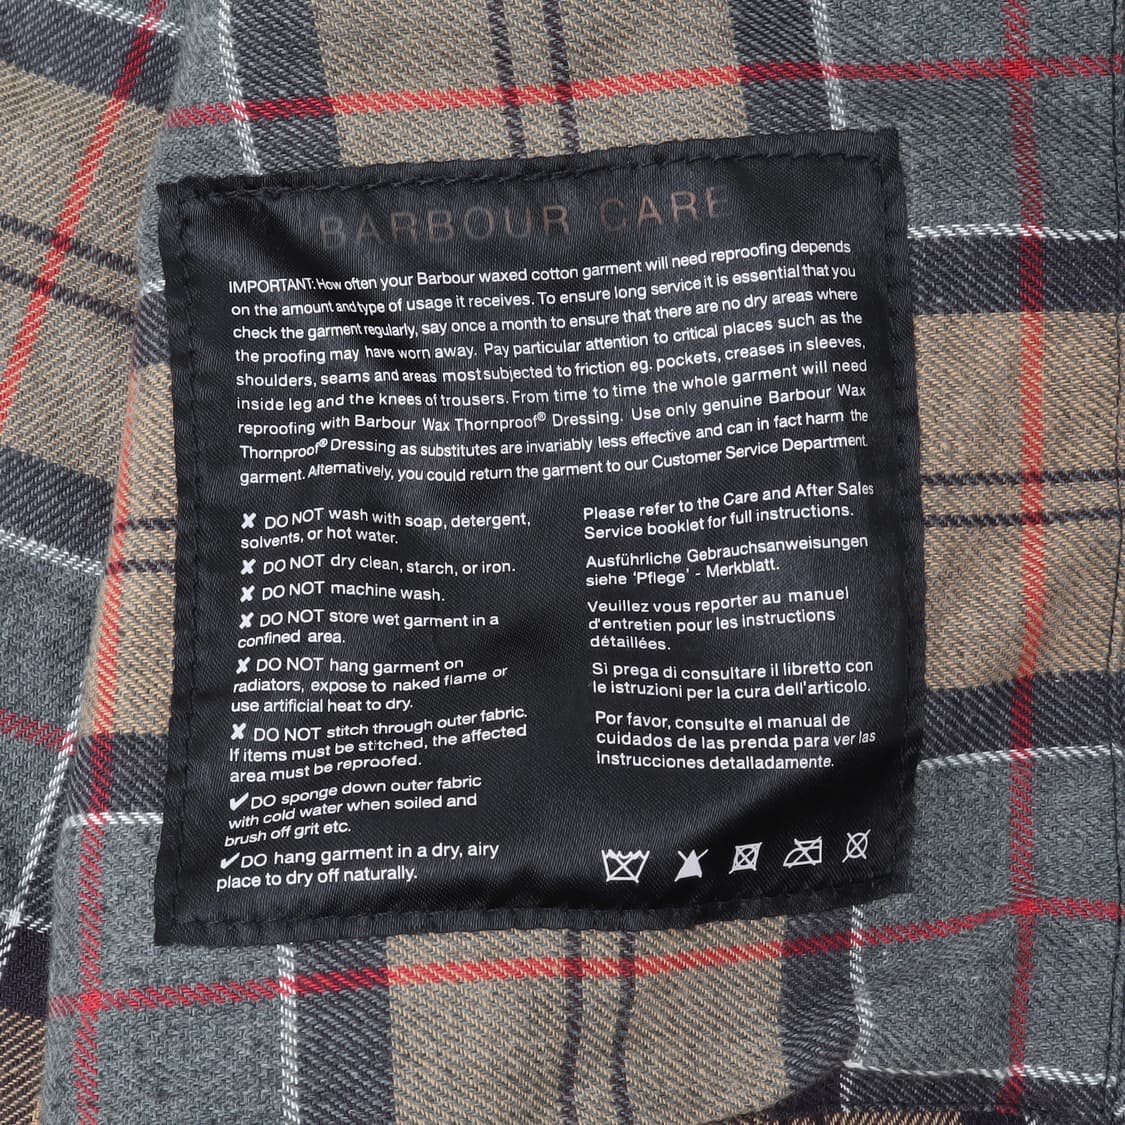 BARBOUR CARE
IMPORTANT: How often your Barbour waxed cotton garment will need reproofing depends
on the amount and type of usage it receives. To ensure long service it is essential that you
check the garment regularly, say once a month to ensure that there are no dry areas where
the proofing may have worn away. Pay particular attention to critical places such as the
shoulders, seams and areas most subjected to friction eg. pockets, creases in sleeves,
inside leg and the knees of trousers. From time to time the whole garment will need
reproofing with Barbour Wax Thornproof® Dressing. Use only genuine Barbour Wax
Thornproof® Dressing as substitutes are invariably less effective and can in fact harm the
garment. Alternatively, you could return the garment to our Customer Service Department.
✘ DO NOT wash with soap, detergent,
solvents, or hot water.
✘ DO NOT dry clean, starch, or iron.
✘ DO NOT machine wash.
✘ DO NOT store wet garment in a
confined area.
✘ DO NOT hang garment on
radiators, expose to naked flame or
use artificial heat to dry.
✘ DO NOT stitch through outer fabric.
If items must be stitched, the affected
area must be reproofed.
✔ DO sponge down outer fabric
with cold water when soiled and
brush off grit etc.
✔ DO hang garment in a dry, airy
place to dry off naturally.
Please refer to the Care and After Sales
Service booklet for full instructions.
Ausführliche Gebrauchsanweisungen
siehe 'Pflege' - Merkblatt.
Veuillez vous reporter au manuel
d'entretien pour les instructions
détaillées.
Sì prega di consultare il libretto con
le istruzioni per la cura dell'articolo.
Por favor, consulte el manual de
cuidados de las prenda para ver las
instrucciones detalladamente.